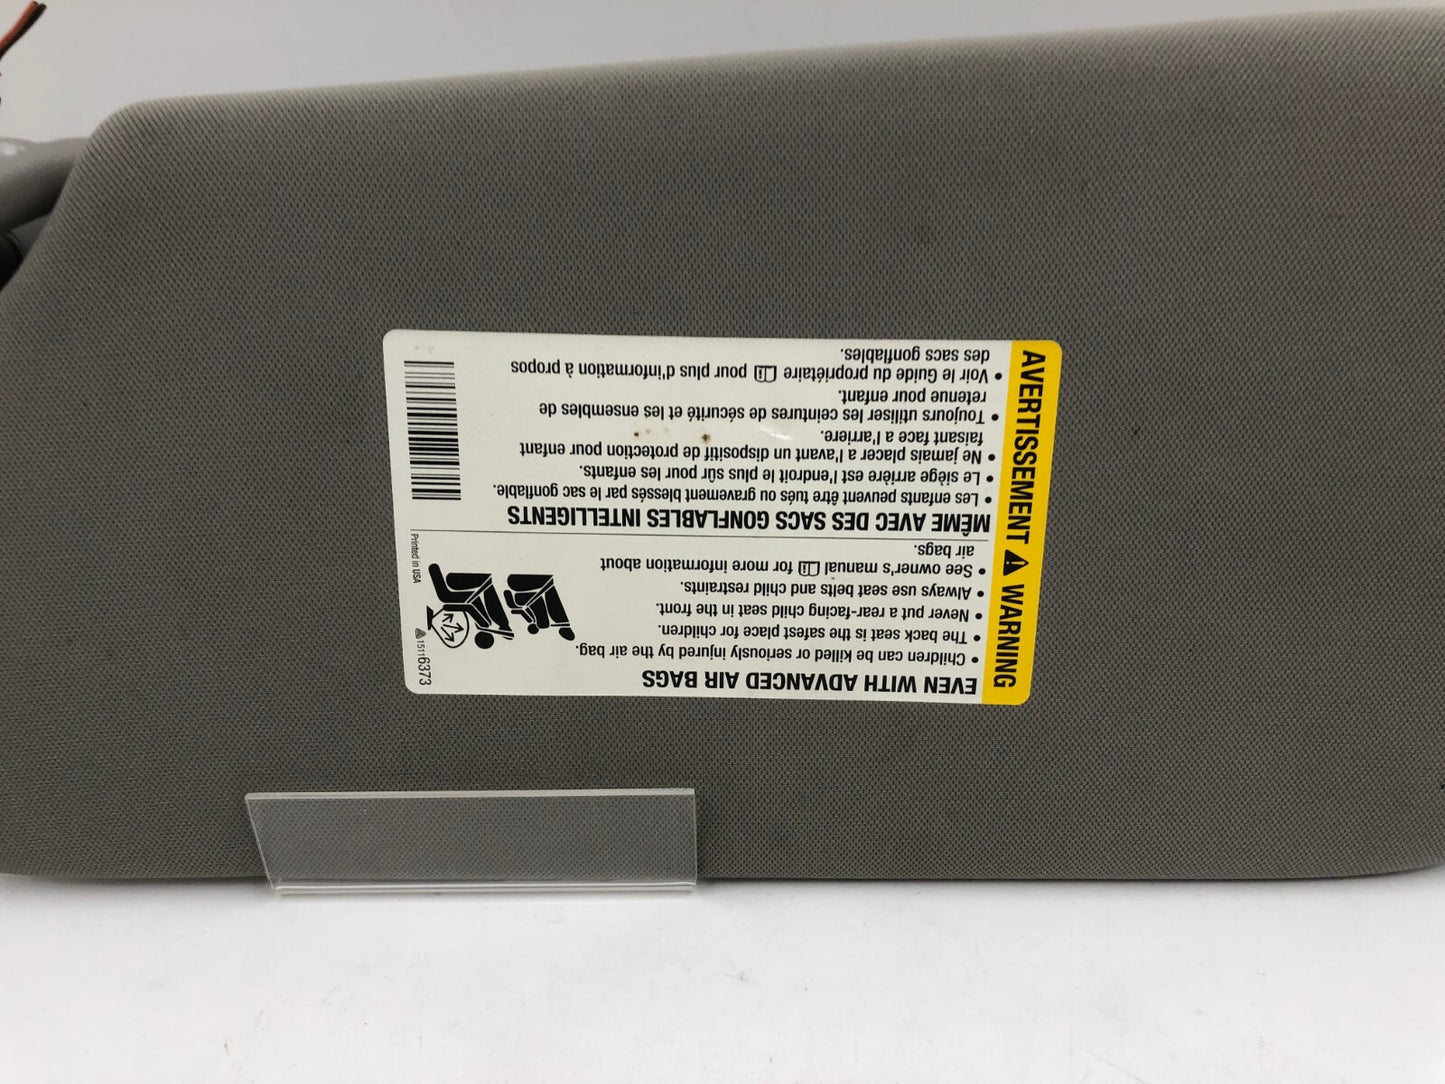 WARNING ⚠ AVERTISSEMENT
EVEN WITH ADVANCED AIR BAGS
• Children can be killed or seriously injured by the air bag.
• The back seat is the safest place for children.
• Never put a rear-facing child seat in the front.
• Always use seat belts and child restraints.
• See owner's manual for more information about
air bags.
MÊME AVEC DES SACS GONFLABLES INTELLIGENTS
• Les enfants peuvent être tués ou gravement blessés par le sac gonflable.
• Le siège arrière est l'endroit le plus sûr pour les enfants.
• Ne jamais placer a l'avant un dispositif de protection pour enfant
faisant face a l'arriere.
• Toujours utiliser les ceintures de sécurité et les ensembles de
retenue pour enfant.
• Voir le Guide du propriétaire pour plus d'information à propos
des sacs gonflables.
15116373
Printed in USA